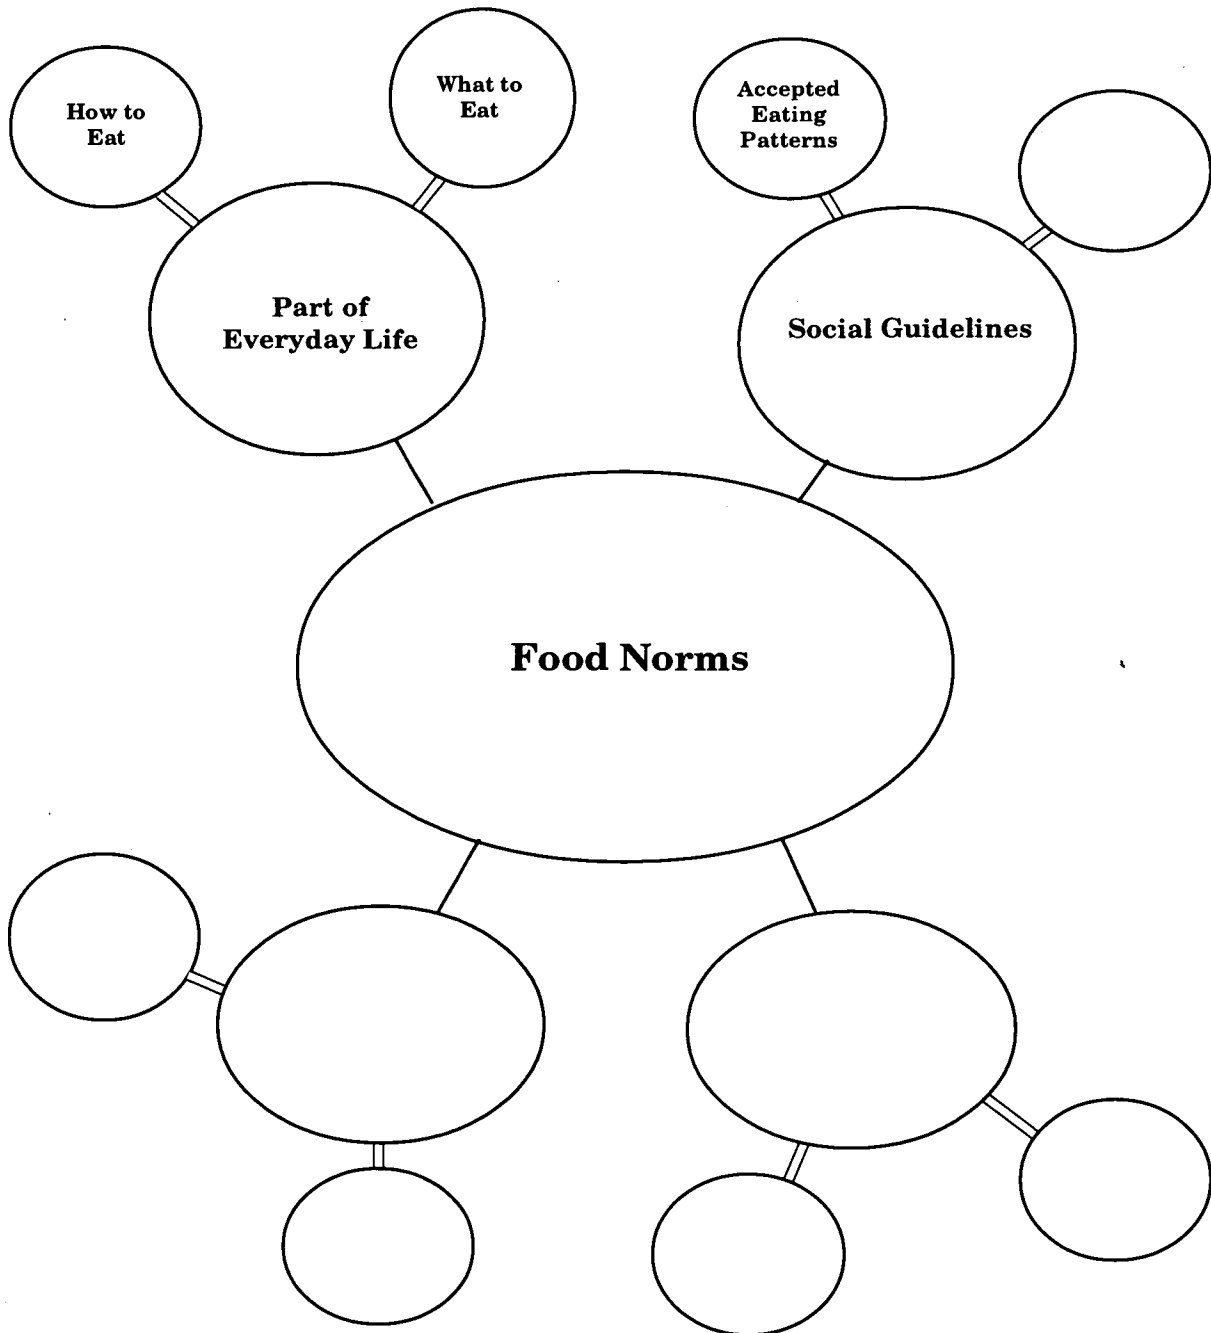 How to
Eat
What to
Eat
Accepted
Eating
Patterns
Part of
Everyday Life
Social Guidelines
Food Norms